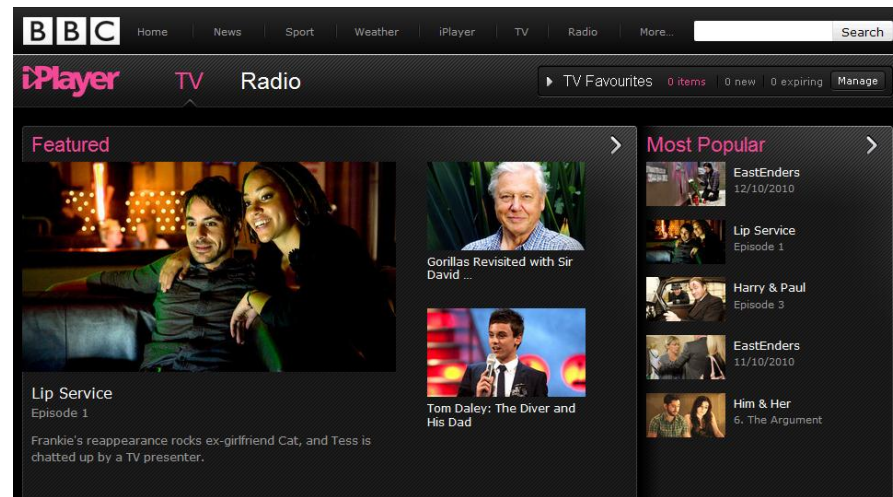 BBC Home News Sport Weather iPlayer TV Radio More... Search
iPlayer TV Radio TV Favourites 0 items 0 new 0 expiring Manage
Featured
Lip Service
Episode 1
Frankie's reappearance rocks ex-girlfriend Cat, and Tess is
chatted up by a TV presenter.
Gorillas Revisited with Sir
David ...
Tom Daley: The Diver and
His Dad
Most Popular
EastEnders
12/10/2010
Lip Service
Episode 1
Harry & Paul
Episode 3
EastEnders
11/10/2010
Him & Her
6. The Argument